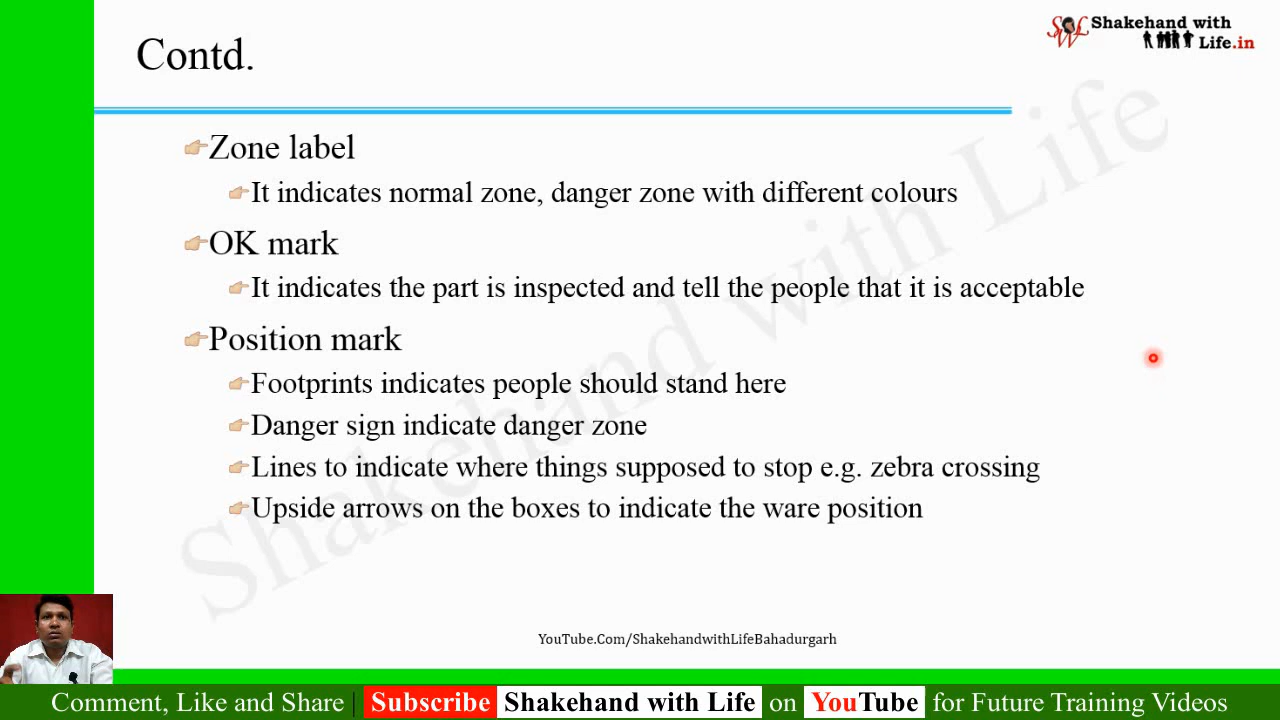 Contd.
Shakehand with
Life.in
Zone label
It indicates normal zone, danger zone with different colours
OK mark
It indicates the part is inspected and tell the people that it is acceptable
Position mark
Footprints indicates people should stand here
Danger sign indicate danger zone
Lines to indicate where things supposed to stop e.g. zebra crossing
Upside arrows on the boxes to indicate the ware position
Shakehand with Life
YouTube.Com/ShakehandwithLifeBahadurgarh
Comment, Like and Share | Subscribe Shakehand with Life on YouTube for Future Training Videos